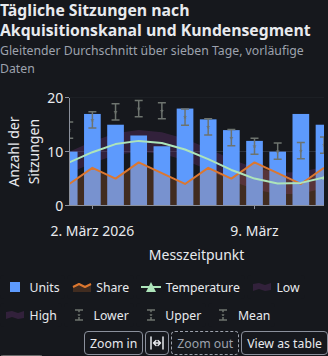 Tägliche Sitzungen nach
Akquisitionskanal und Kundensegment
Gleitender Durchschnitt über sieben Tage, vorläufige
Daten
20
10
0
Anzahl der
Sitzungen
2. März 2026
9. März
Messzeitpunkt
Units
Share
Temperature
Low
High
Lower
Upper
Mean
Zoom in
Zoom out
View as table